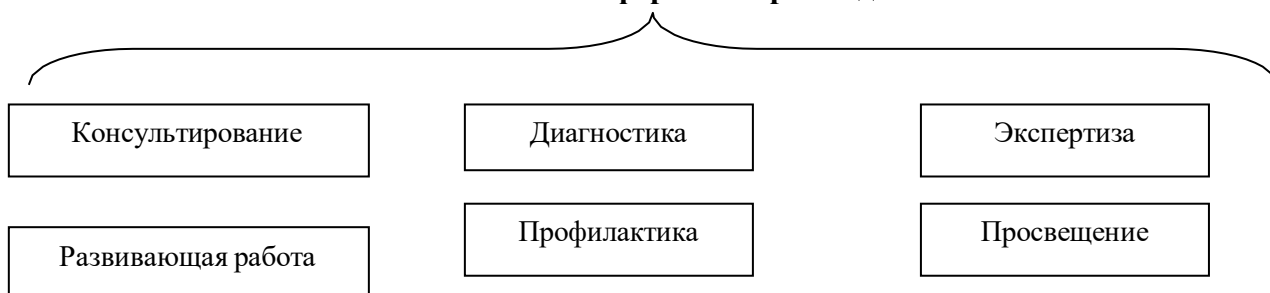 Консультирование
Диагностика
Экспертиза
Развивающая работа
Профилактика
Просвещение